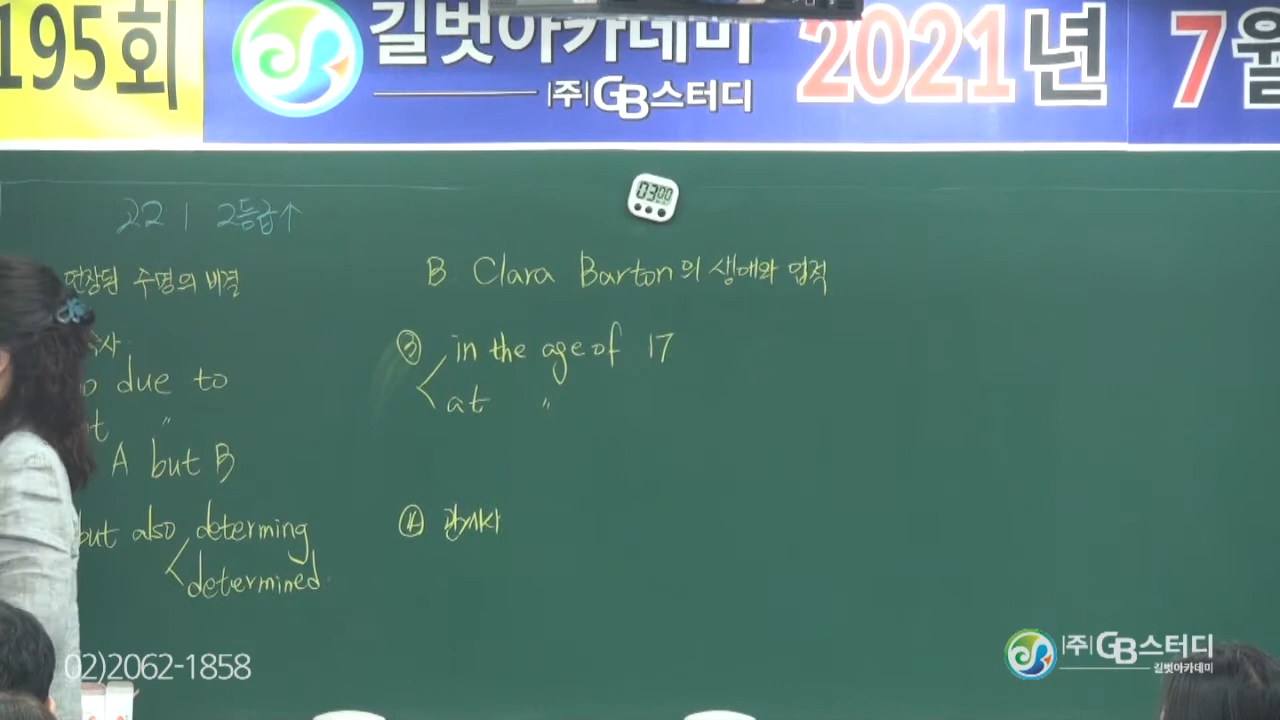 195회
길벗아카데미
(주)GB스터디
2021년 7월
03:00
221 2등급↑
연장된 수명의 비결
due to
〃
A but B
but also determining
determined
B. Clara Barton의 생애와 업적
③ in the age of 17
at 〃
④ 관계사
02)2062-1858
(주)GB스터디
길벗아카데미